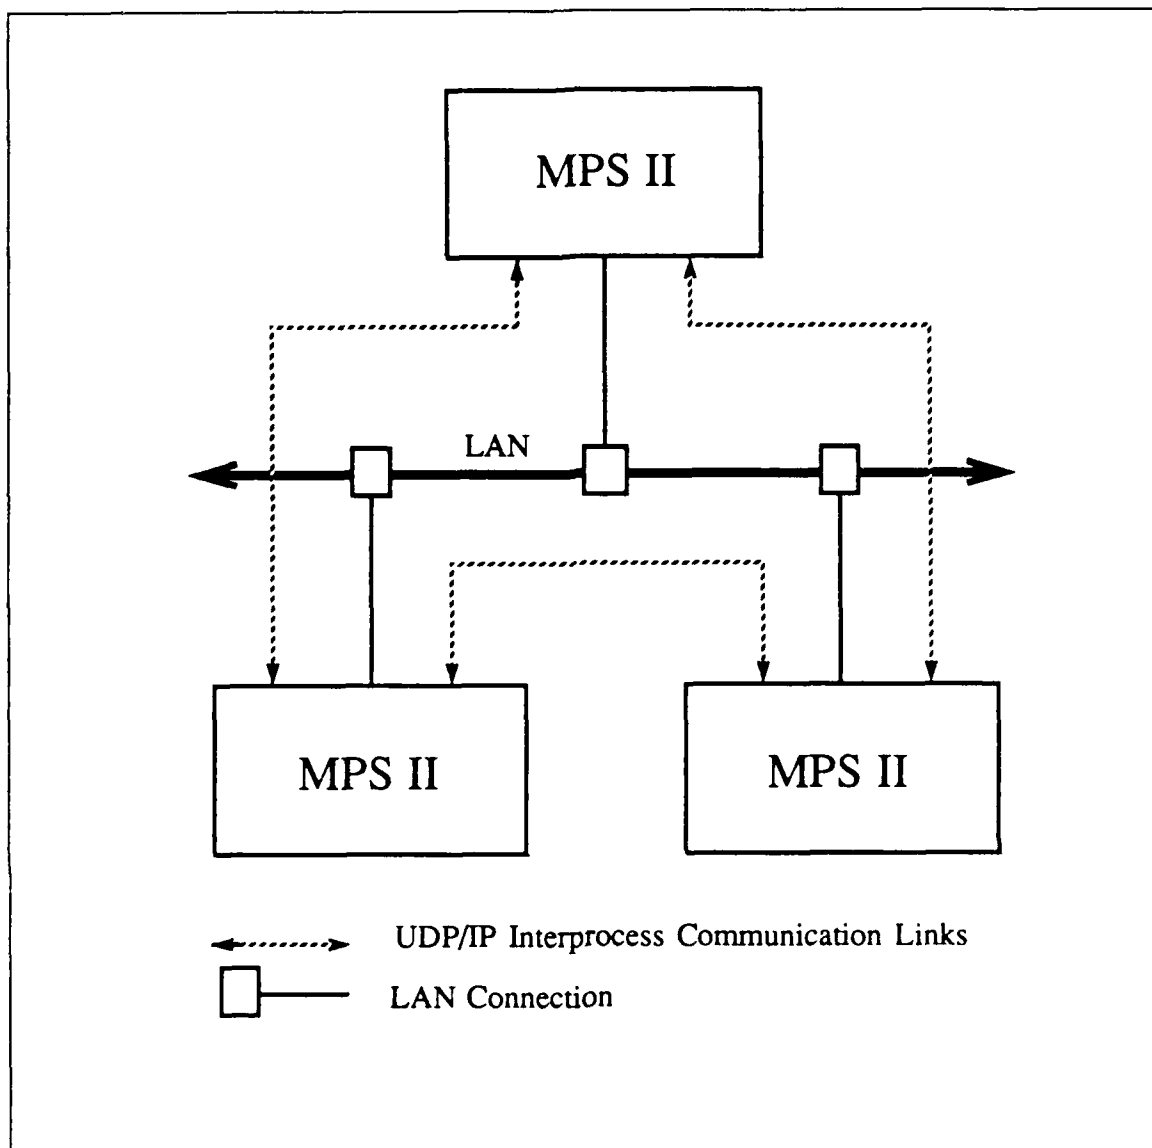 MPS II
LAN
MPS II
MPS II
UDP/IP Interprocess Communication Links
LAN Connection